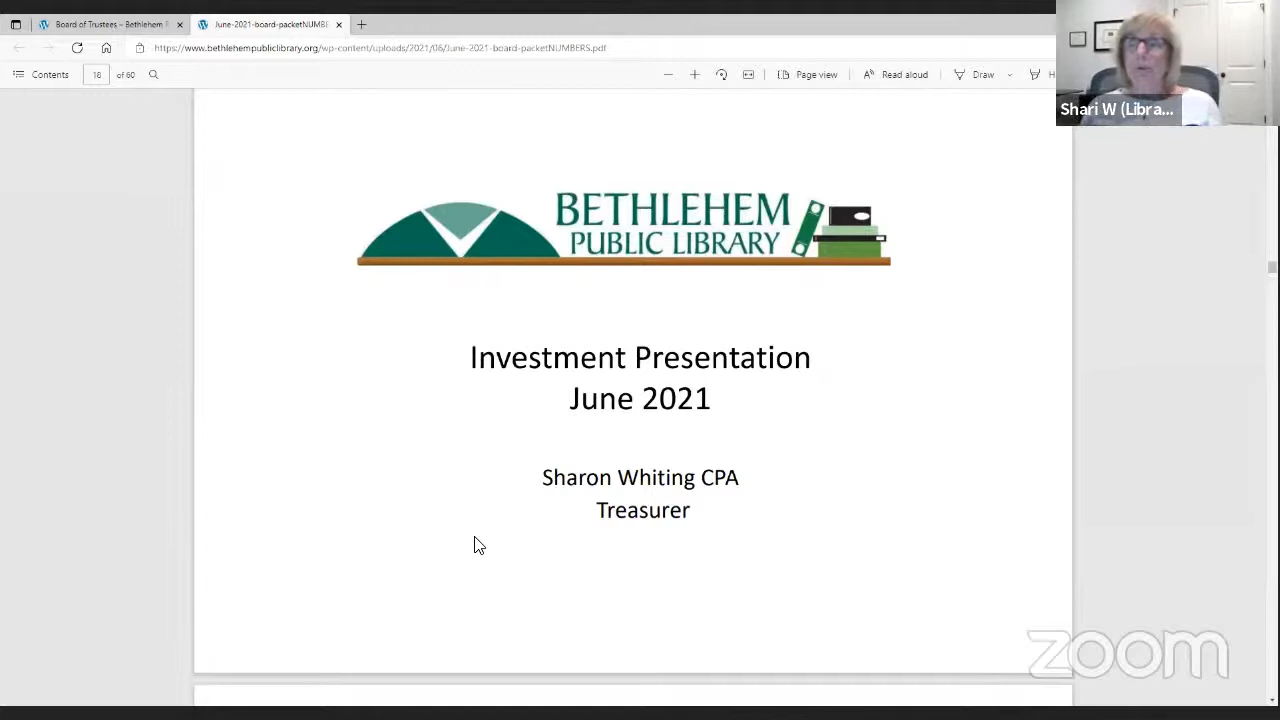 Board of Trustees – Bethlehem
June-2021-board-packetNUMBE
https://www.bethlehempubliclibrary.org/wp-content/uploads/2021/06/June-2021-board-packetNUMBERS.pdf
Contents
18
of 60
Page view
Read aloud
Draw
Shari W (Libra...
BETHLEHEM
PUBLIC LIBRARY
Investment Presentation
June 2021
Sharon Whiting CPA
Treasurer
zoom